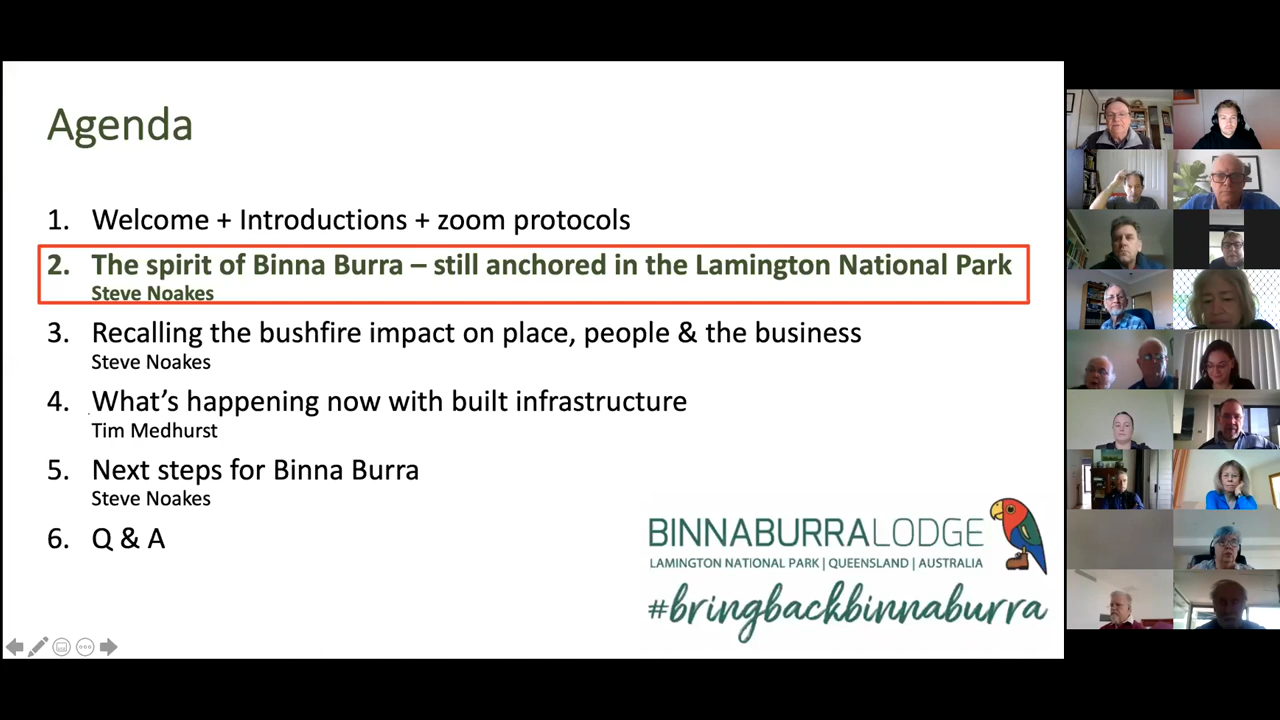 Agenda
1. Welcome + Introductions + zoom protocols
2. The spirit of Binna Burra – still anchored in the Lamington National Park
Steve Noakes
3. Recalling the bushfire impact on place, people & the business
Steve Noakes
4. What's happening now with built infrastructure
Tim Medhurst
5. Next steps for Binna Burra
Steve Noakes
6. Q & A
BINNABURRALODGE
LAMINGTON NATIONAL PARK | QUEENSLAND | AUSTRALIA
#bringbackbinnaburra